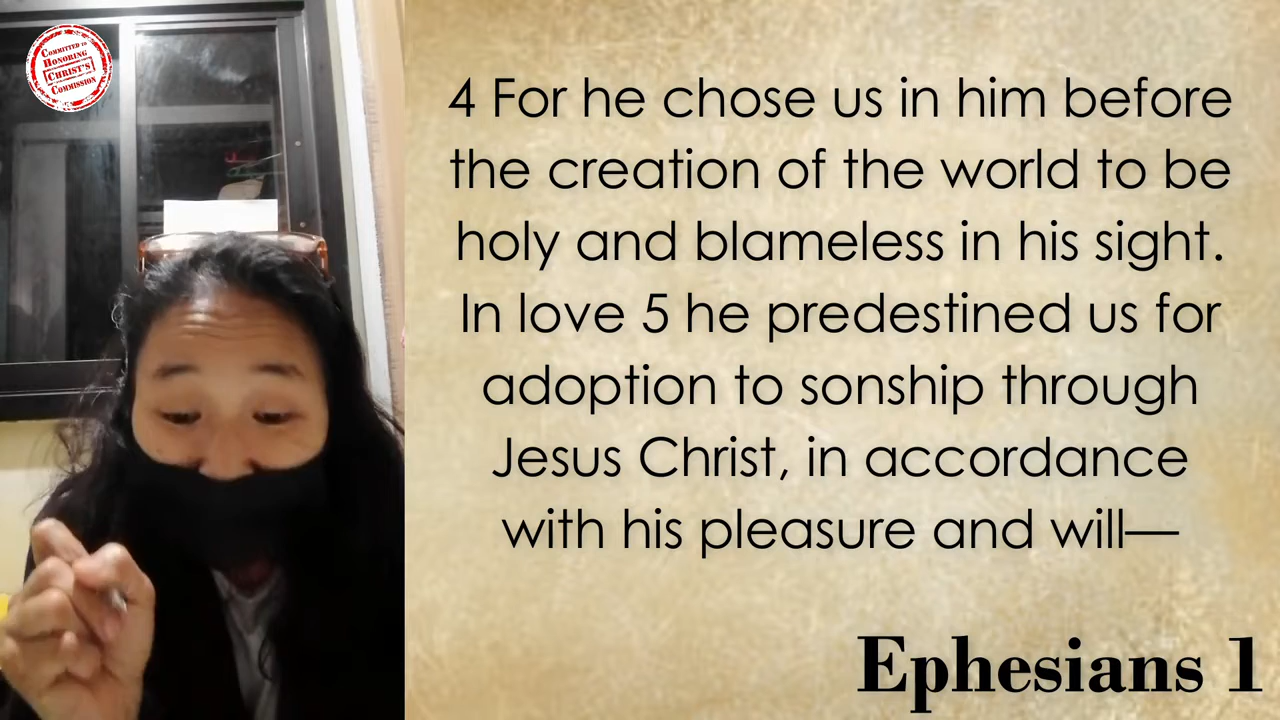 COMMITTED TO
HONORING
CHRIST'S
COMMISSION
4 For he chose us in him before
the creation of the world to be
holy and blameless in his sight.
In love 5 he predestined us for
adoption to sonship through
Jesus Christ, in accordance
with his pleasure and will—
Ephesians 1